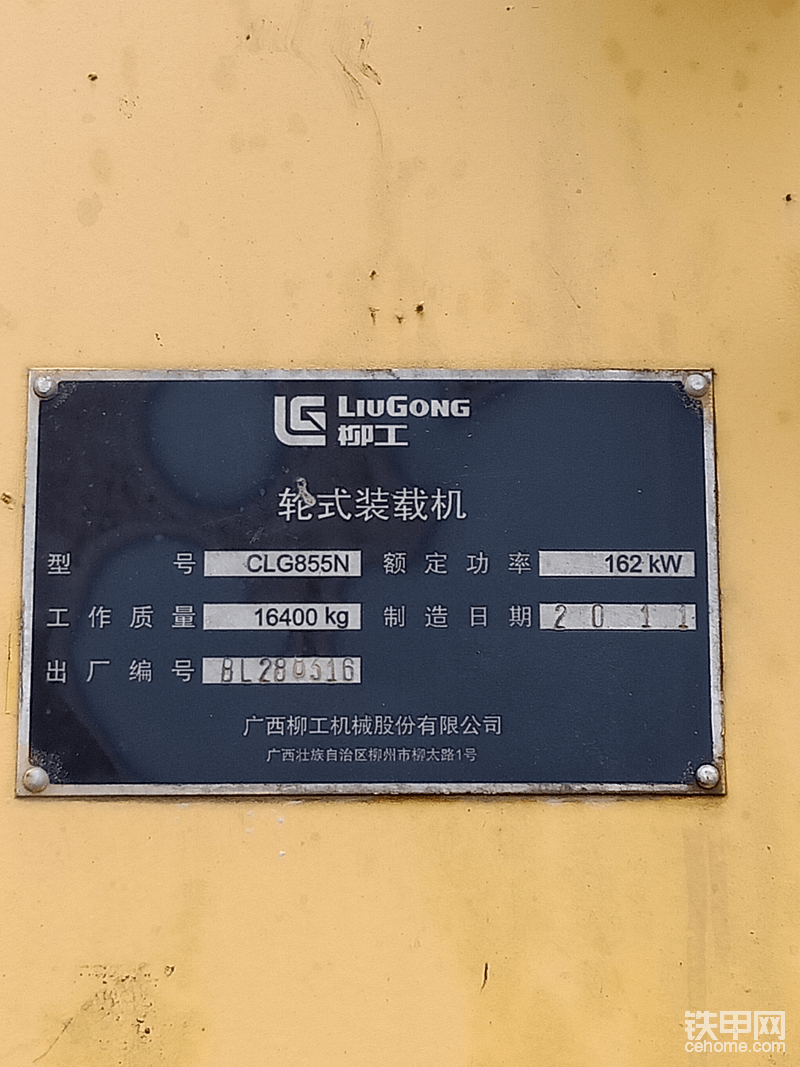 LG LIUGONG
柳工
轮式装载机
型号 CLG855N 额定功率 162 kW
工作质量 16400 kg 制造日期 2011
出厂编号 BL280316
广西柳工机械股份有限公司
广西壮族自治区柳州市柳太路1号
铁甲网
cehome.com